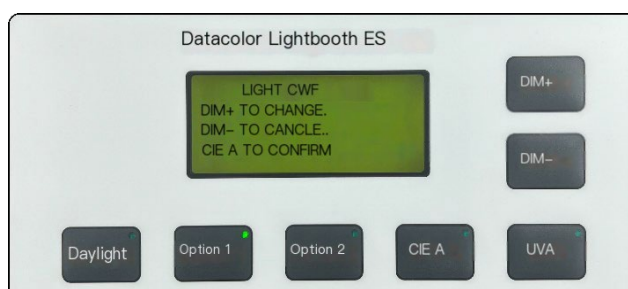 Datacolor Lightbooth ES
LIGHT CWF
DIM+ TO CHANGE.
DIM- TO CANCLE..
CIE A TO CONFIRM
DIM+
DIM-
Daylight
Option 1
Option 2
CIE A
UVA